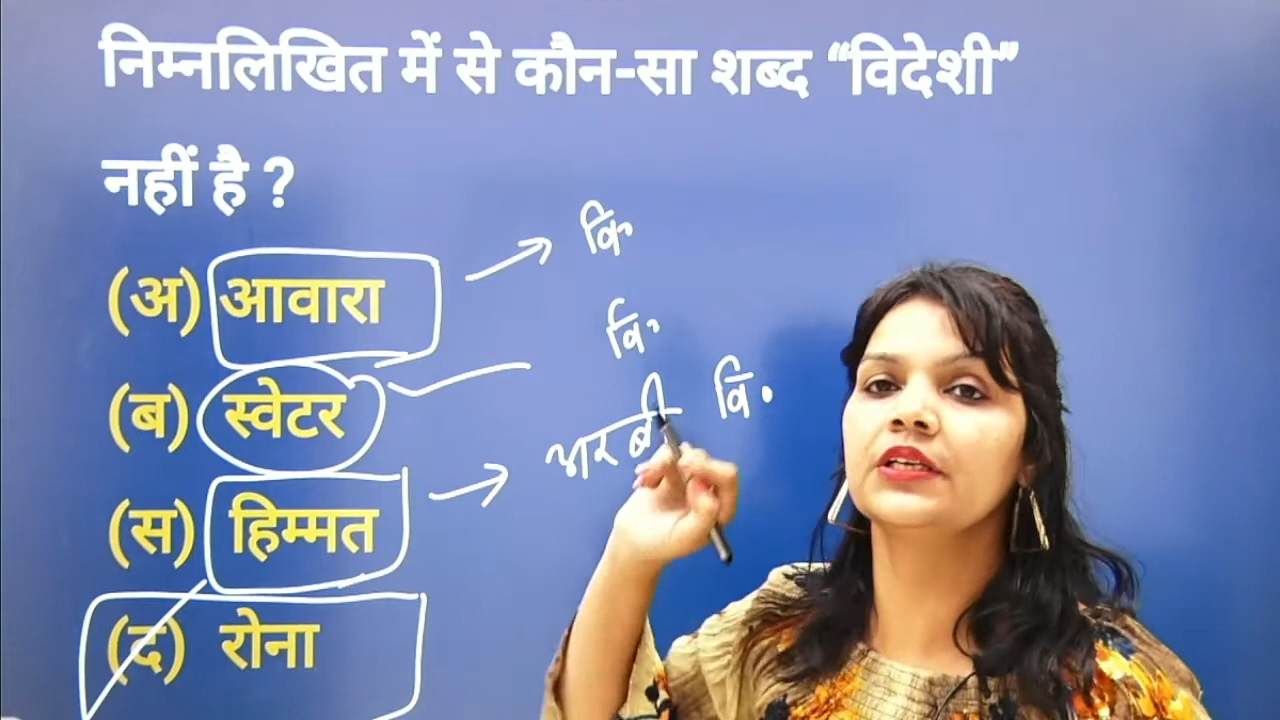 निम्नलिखित में से कौन-सा शब्द “विदेशी”
नहीं है ?
(अ) आवारा → वि॰
(ब) स्वेटर वि॰
(स) हिम्मत → अरबी वि॰
(द) रोना